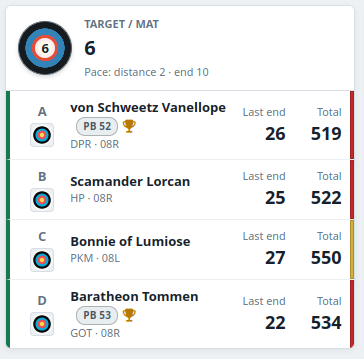 6
TARGET / MAT
6
Pace: distance 2 · end 10
A
von Schweetz Vanellope
PB 52
DPR · 08R
Last end
26
Total
519
B
Scamander Lorcan
HP · 08R
Last end
25
Total
522
C
Bonnie of Lumiose
PKM · 08L
Last end
27
Total
550
D
Baratheon Tommen
PB 53
GOT · 08R
Last end
22
Total
534